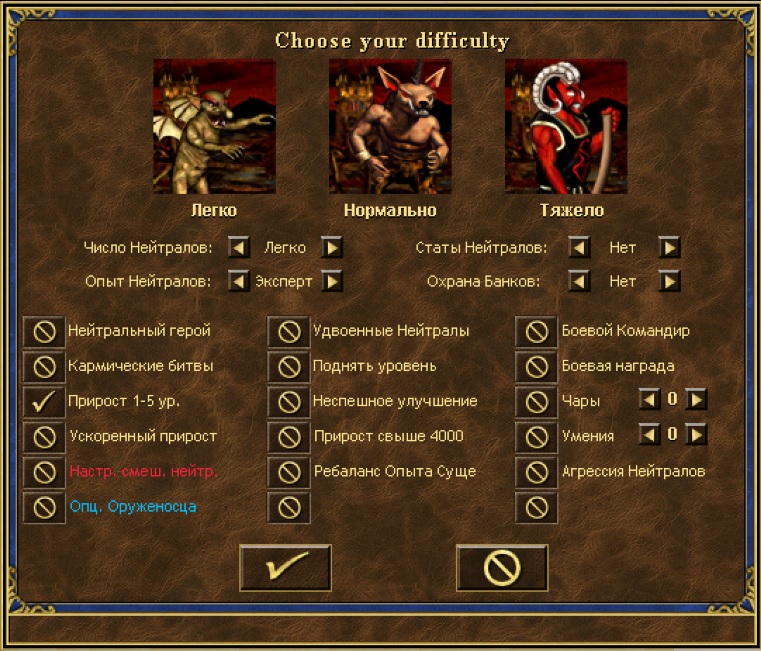 Choose your difficulty
Легко Нормально Тяжело
Число Нейтралов: Легко Статы Нейтралов: Нет
Опыт Нейтралов: Эксперт Охрана Банков: Нет
Нейтральный герой Удвоенные Нейтралы Боевой Командир
Кармические битвы Поднять уровень Боевая награда
Прирост 1-5 ур. Неспешное улучшение Чары 0
Ускоренный прирост Прирост свыше 4000 Умения 0
Настр. смеш. нейтр. Ребаланс Опыта Суще Агрессия Нейтралов
Опц. Оруженосца